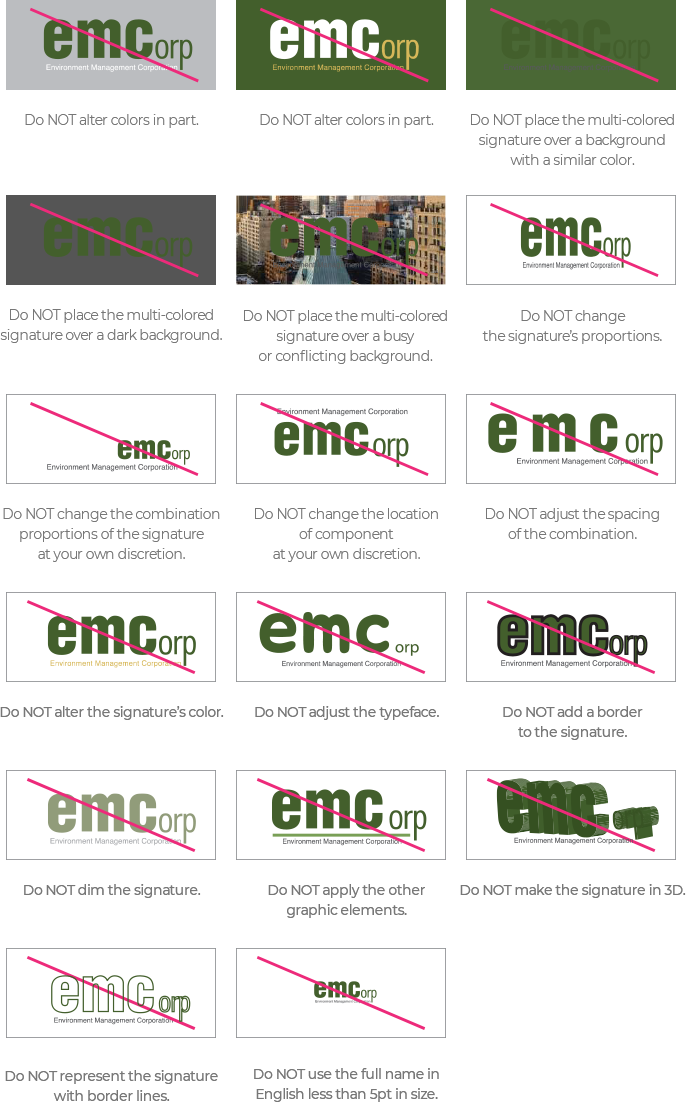 emcorp
Environment Management Corporation
Do NOT alter colors in part.
emcorp
Environment Management Corporation
Do NOT alter colors in part.
emcorp
Do NOT place the multi-colored
signature over a background
with a similar color.
emcorp
Do NOT place the multi-colored
signature over a dark background.
emcorp
Do NOT place the multi-colored
signature over a busy
or conflicting background.
emcorp
Environment Management Corporation
Do NOT change
the signature’s proportions.
emcorp
Environment Management Corporation
Do NOT change the combination
proportions of the signature
at your own discretion.
Environment Management Corporation
emcorp
Do NOT change the location
of component
at your own discretion.
emcorp
Environment Management Corporation
Do NOT adjust the spacing
of the combination.
emcorp
Environment Management Corporation
Do NOT alter the signature’s color.
emcorp
Environment Management Corporation
Do NOT adjust the typeface.
emcorp
Environment Management Corporation
Do NOT add a border
to the signature.
emcorp
Environment Management Corporation
Do NOT dim the signature.
emcorp
Environment Management Corporation
Do NOT apply the other
graphic elements.
emcorp
Environment Management Corporation
Do NOT make the signature in 3D.
emcorp
Environment Management Corporation
Do NOT represent the signature
with border lines.
emcorp
Do NOT use the full name in
English less than 5pt in size.